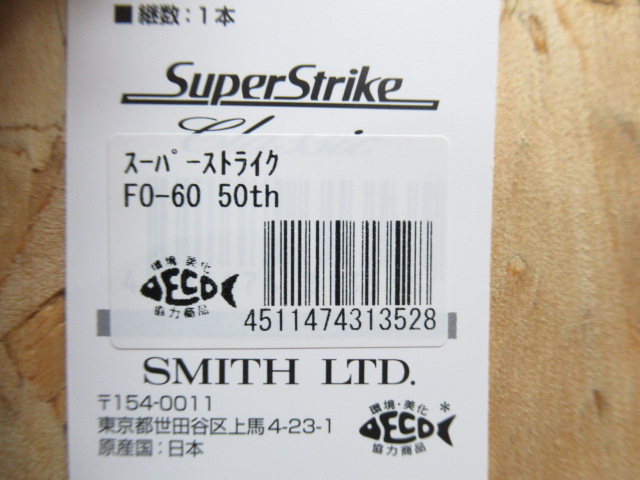 ■継数：1本
SuperStrike
Classic
ｽｰﾊﾟｰｽﾄﾗｲｸ
FO-60 50th
環境 美化
ECO
協力商品
4511474313528
SMITH LTD.
〒154-0011
東京都世田谷区上馬4-23-1
原産国：日本
環境・美化*
ECO
協力商品